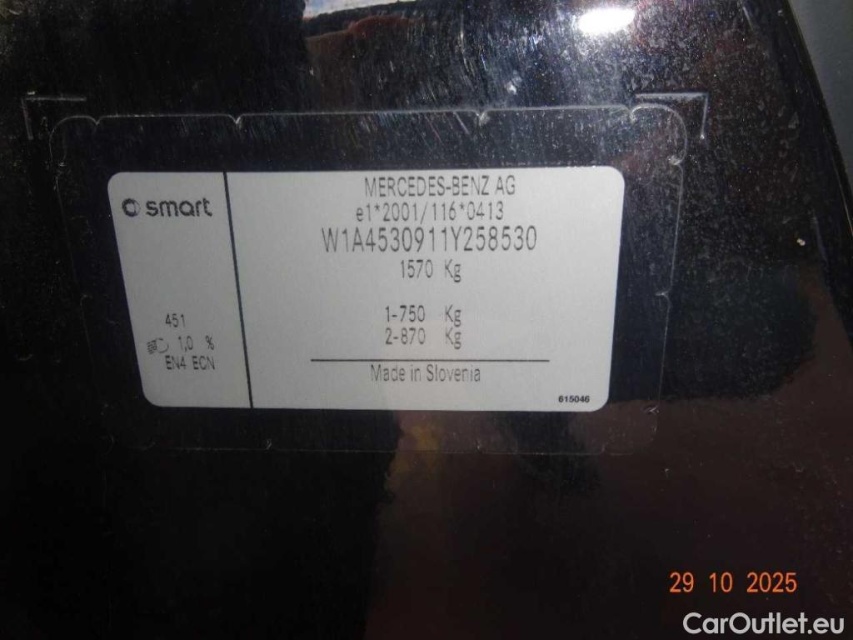 smart
MERCEDES-BENZ AG
e1*2001/116*0413
W1A4530911Y258530
1570 Kg
1-750 Kg
2-870 Kg
451
1,0 %
EN4 ECN
Made in Slovenia
615046
29 10 2025
CarOutlet.eu